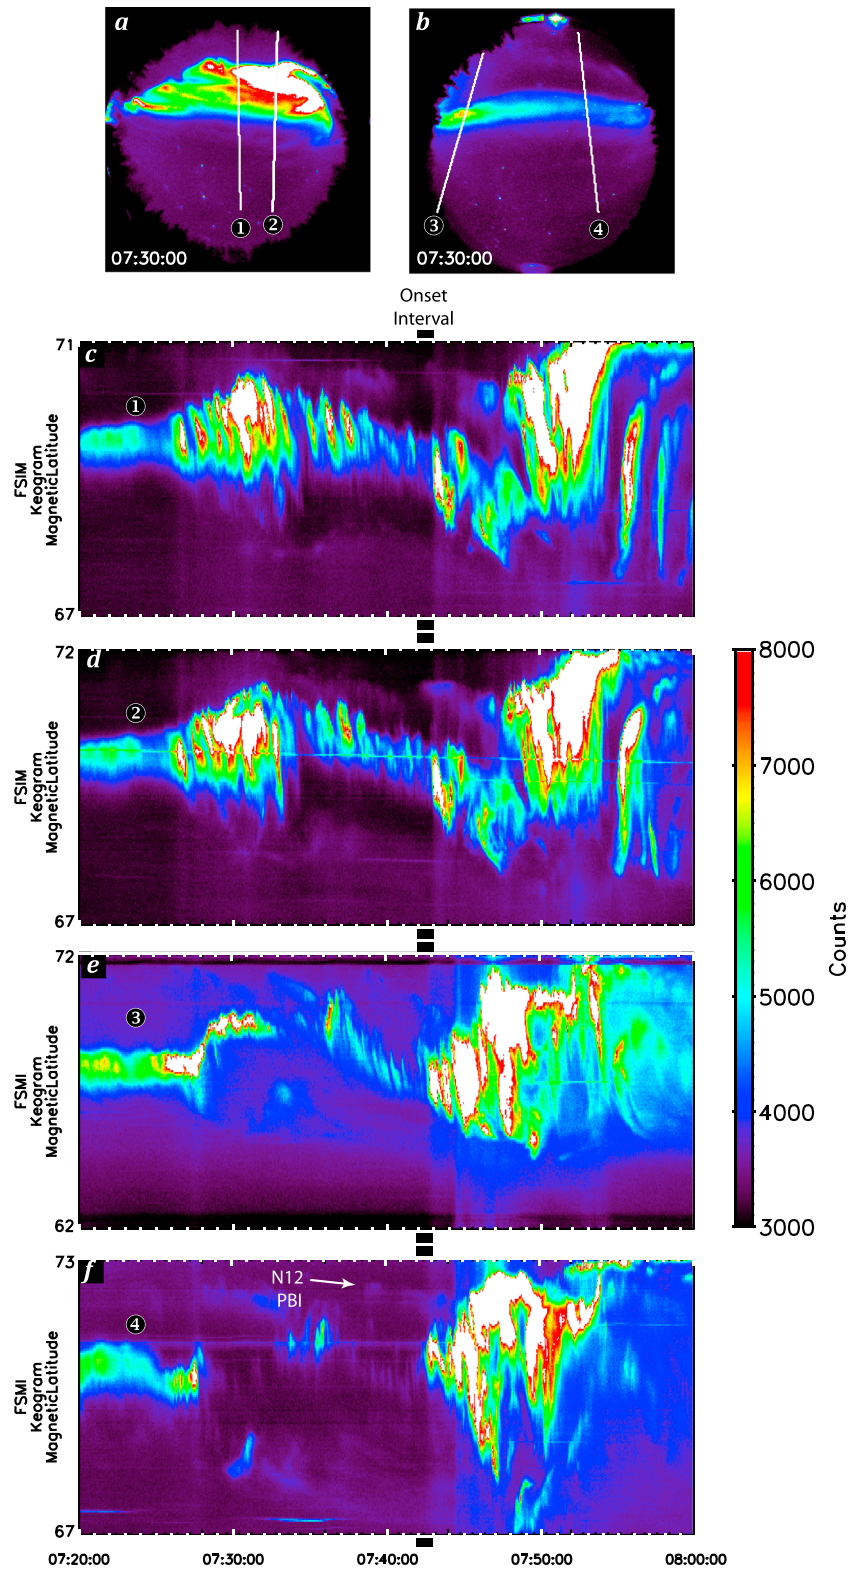 a
b
1
2
3
4
07:30:00
07:30:00
Onset
Interval
71
c
1
FSIM
Keogram
MagneticLatitude
67
72
d
2
FSIM
Keogram
MagneticLatitude
67
8000
7000
6000
5000
4000
3000
Counts
72
e
3
FSMI
Keogram
MagneticLatitude
62
73
f
N12
PBI
4
FSMI
Keogram
MagneticLatitude
67
07:20:00
07:30:00
07:40:00
07:50:00
08:00:00